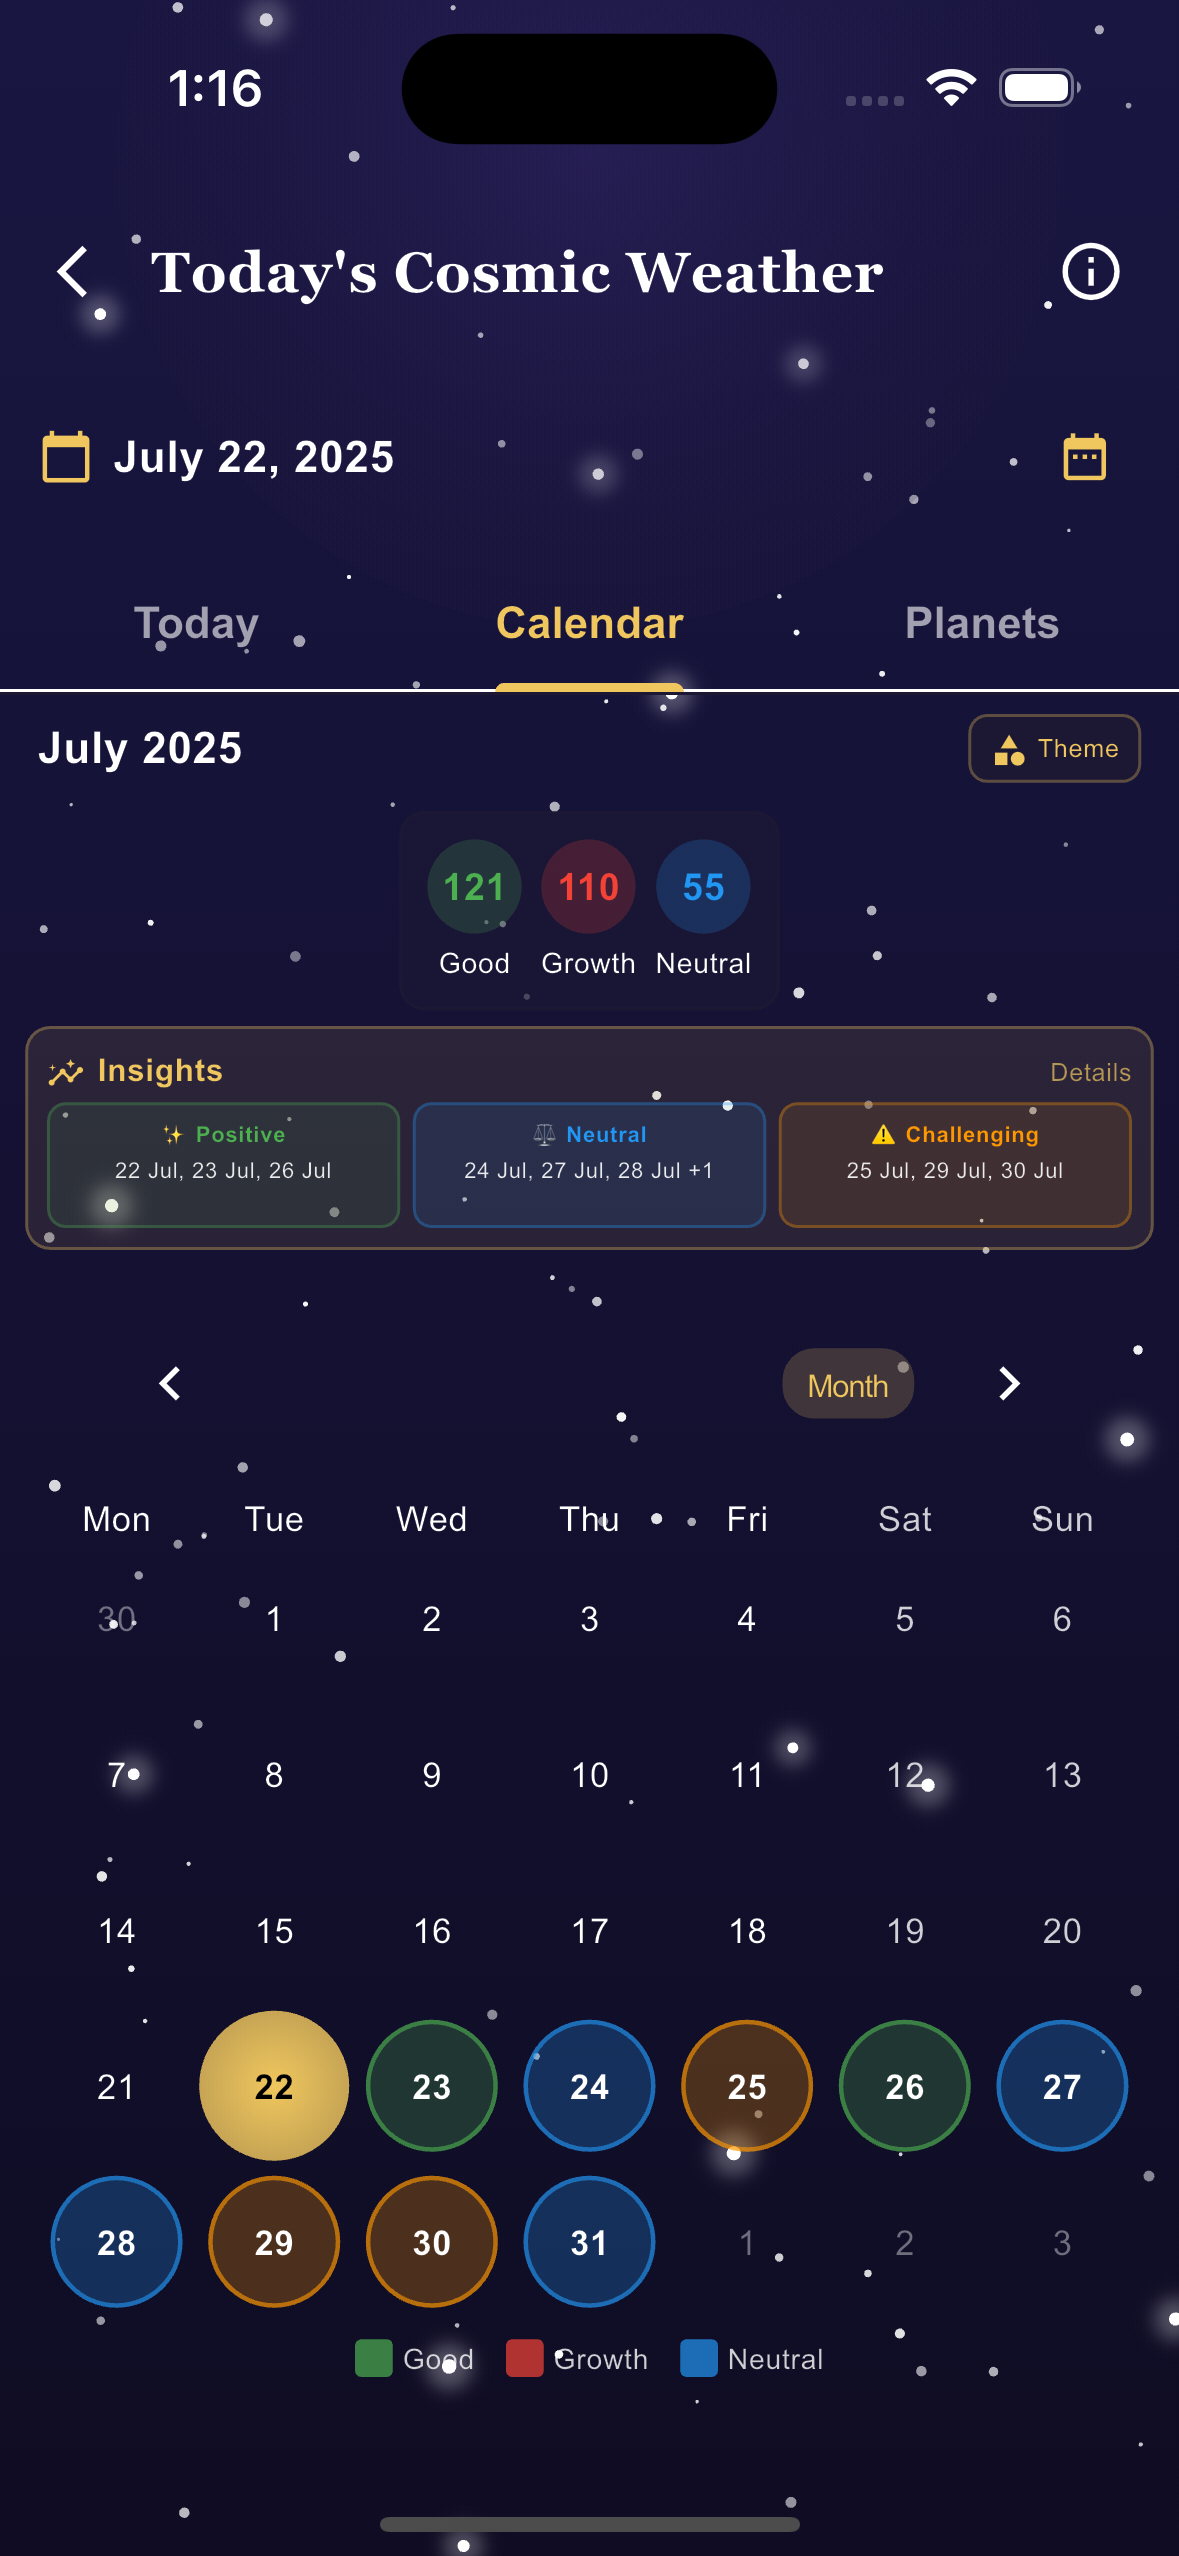 1:16
Today's Cosmic Weather
July 22, 2025
Today Calendar Planets
July 2025 Theme
121 110 55
Good Growth Neutral
Insights Details
Positive Neutral Challenging
22 Jul, 23 Jul, 26 Jul 24 Jul, 27 Jul, 28 Jul +1 25 Jul, 29 Jul, 30 Jul
Month
Mon Tue Wed Thu Fri Sat Sun
30 1 2 3 4 5 6
7 8 9 10 11 12 13
14 15 16 17 18 19 20
21 22 23 24 25 26 27
28 29 30 31 1 2 3
Good Growth Neutral